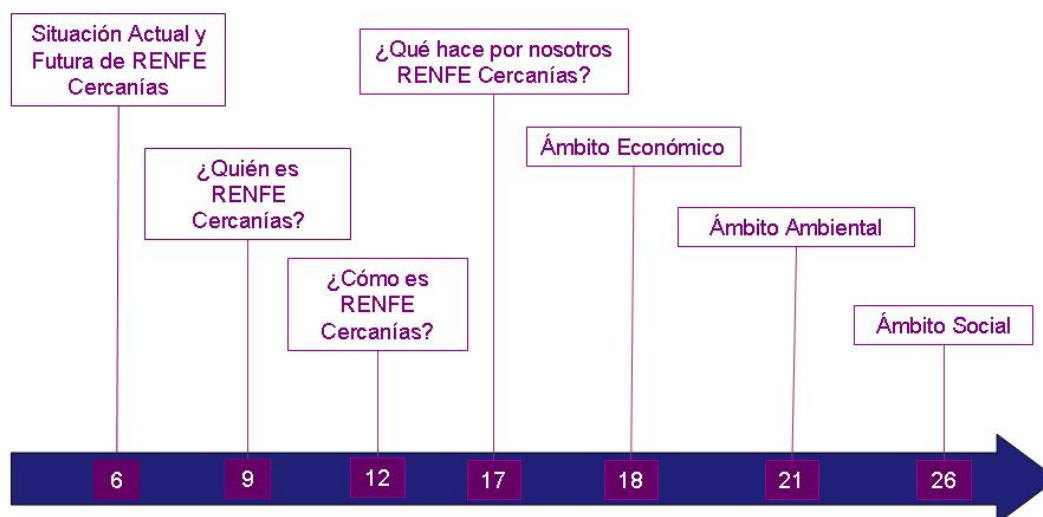 Situación Actual y
Futura de RENFE
Cercanías
¿Quién es
RENFE
Cercanías?
¿Cómo es
RENFE
Cercanías?
¿Qué hace por nosotros
RENFE Cercanías?
Ámbito Económico
Ámbito Ambiental
Ámbito Social
6
9
12
17
18
21
26